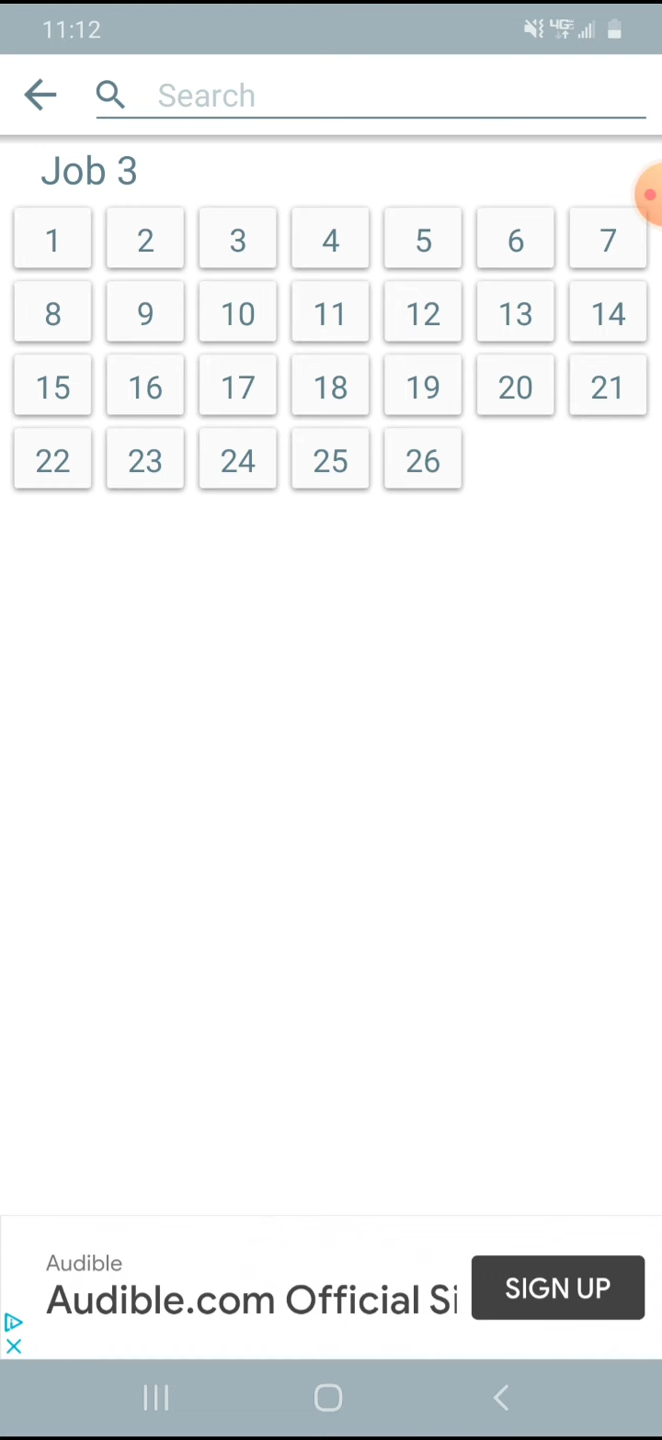 11:12
4GE
Search
Job 3
1 2 3 4 5 6 7
8 9 10 11 12 13 14
15 16 17 18 19 20 21
22 23 24 25 26
Audible
Audible.com Official Si
SIGN UP